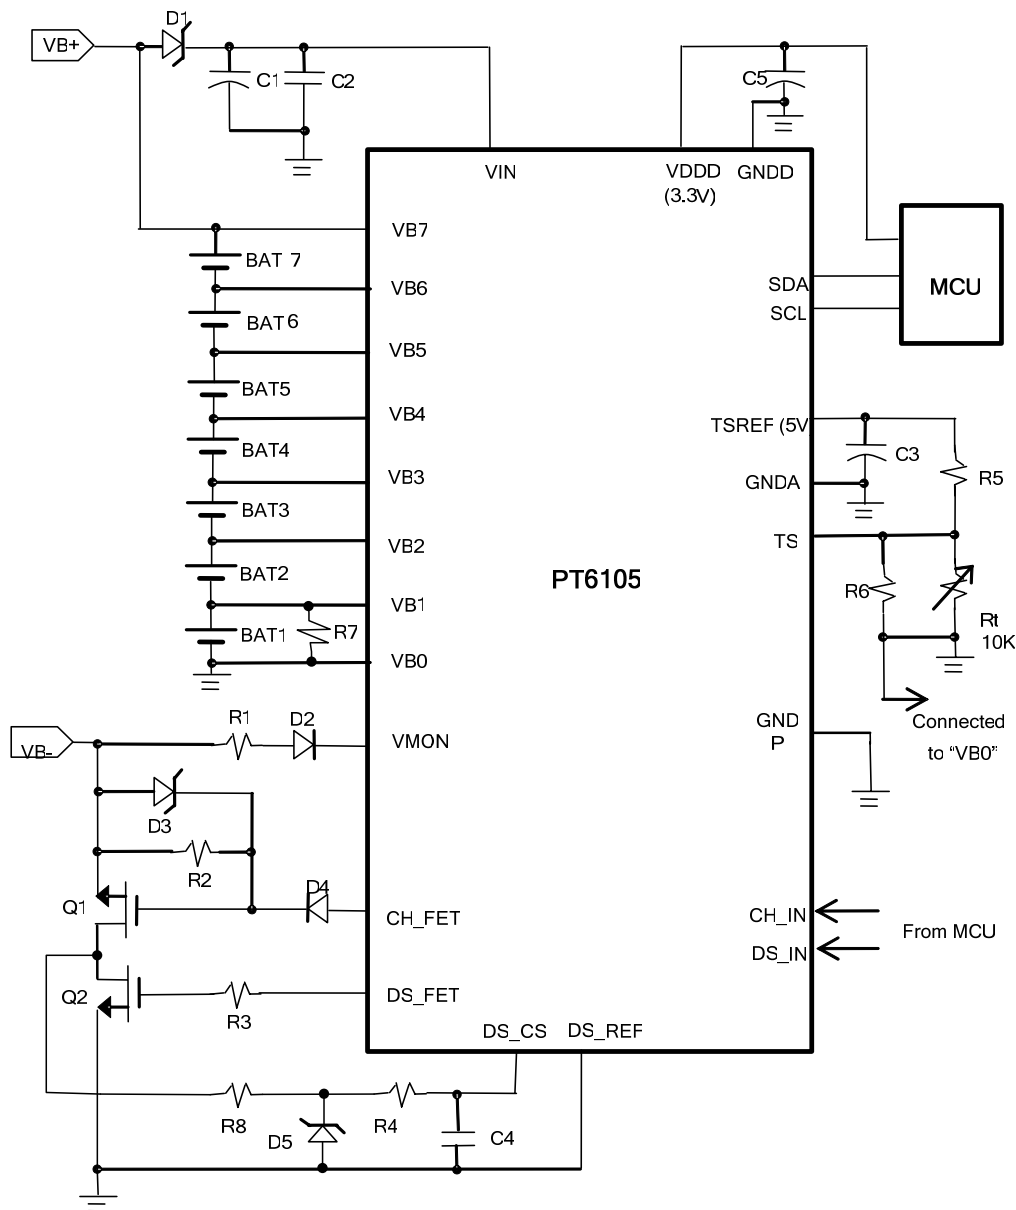 D1
VB+
C1
C2
C5
VIN
VDDD
(3.3V)
GNDD
VB7
BAT 7
VB6
BAT 6
VB5
BAT5
VB4
BAT4
VB3
BAT3
VB2
BAT2
VB1
BAT1
R7
VB0
SDA
SCL
MCU
TSREF (5V
C3
R5
GNDA
TS
PT6105
R6
Rt
10K
Connected
to “VB0”
GND
P
R1
D2
VB-
VMON
D3
R2
D4
Q1
CH_FET
CH_IN
From MCU
DS_IN
Q2
DS_FET
R3
DS_CS
DS_REF
R8
D5
R4
C4